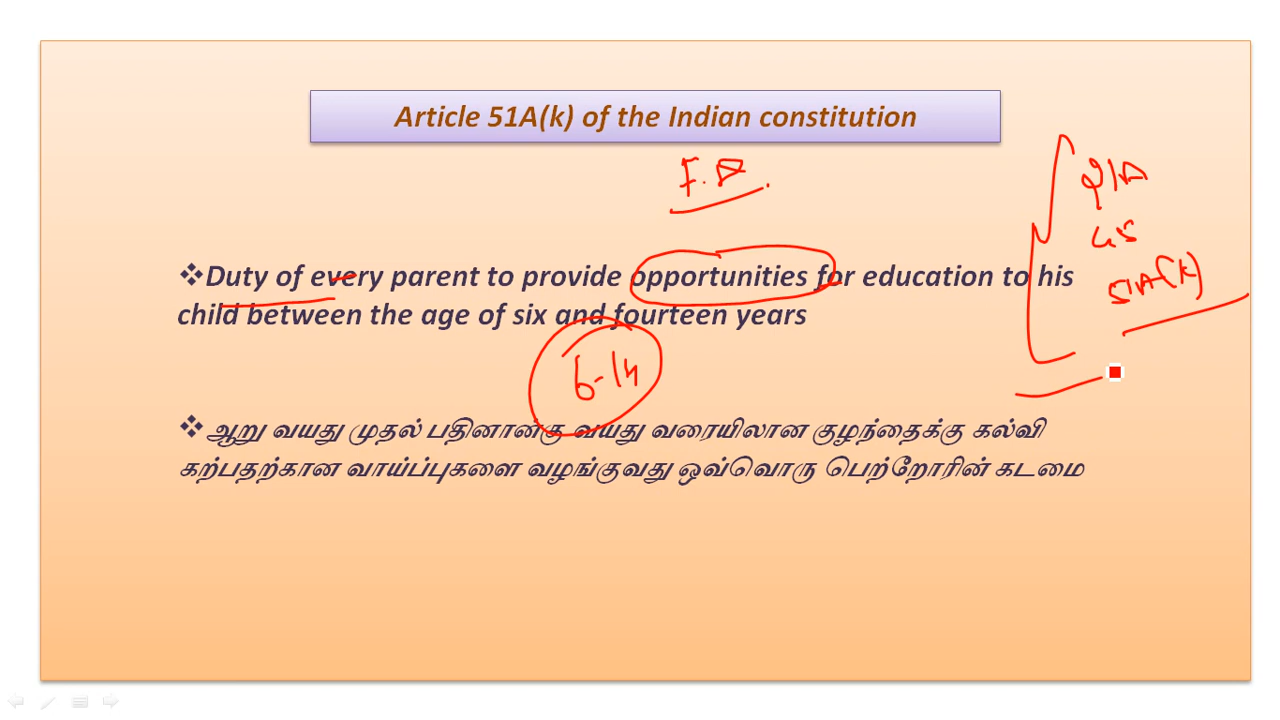 Article 51A(k) of the Indian constitution
F.D.
21A
45
51A(k)
❖Duty of every parent to provide opportunities for education to his
child between the age of six and fourteen years
6-14
❖ஆறு வயது முதல் பதினான்கு வயது வரையிலான குழந்தைக்கு கல்வி
கற்பதற்கான வாய்ப்புகளை வழங்குவது ஒவ்வொரு பெற்றோரின் கடமை